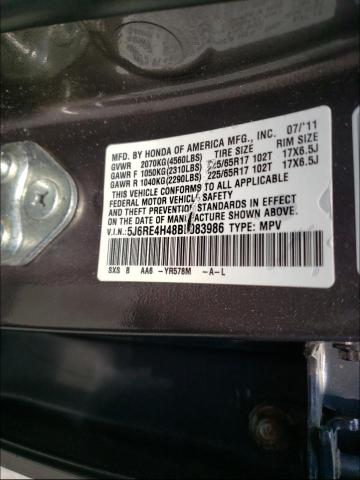 MFD. BY HONDA OF AMERICA MFG., INC. 07/'11
GVWR 2070KG(4560LBS) TIRE SIZE RIM SIZE
GAWR F 1050KG(2310LBS) 225/65R17 102T 17X6.5J
GAWR R 1040KG(2290LBS) 225/65R17 102T 17X6.5J
THIS VEHICLE CONFORMS TO ALL APPLICABLE
FEDERAL MOTOR VEHICLE SAFETY
AND THEFT PREVENTION STANDARDS IN EFFECT
ON THE DATE OF MANUFACTURE SHOWN ABOVE.
V.I.N.: TYPE: MPV
SXS B AA6 -YR578M -A-L